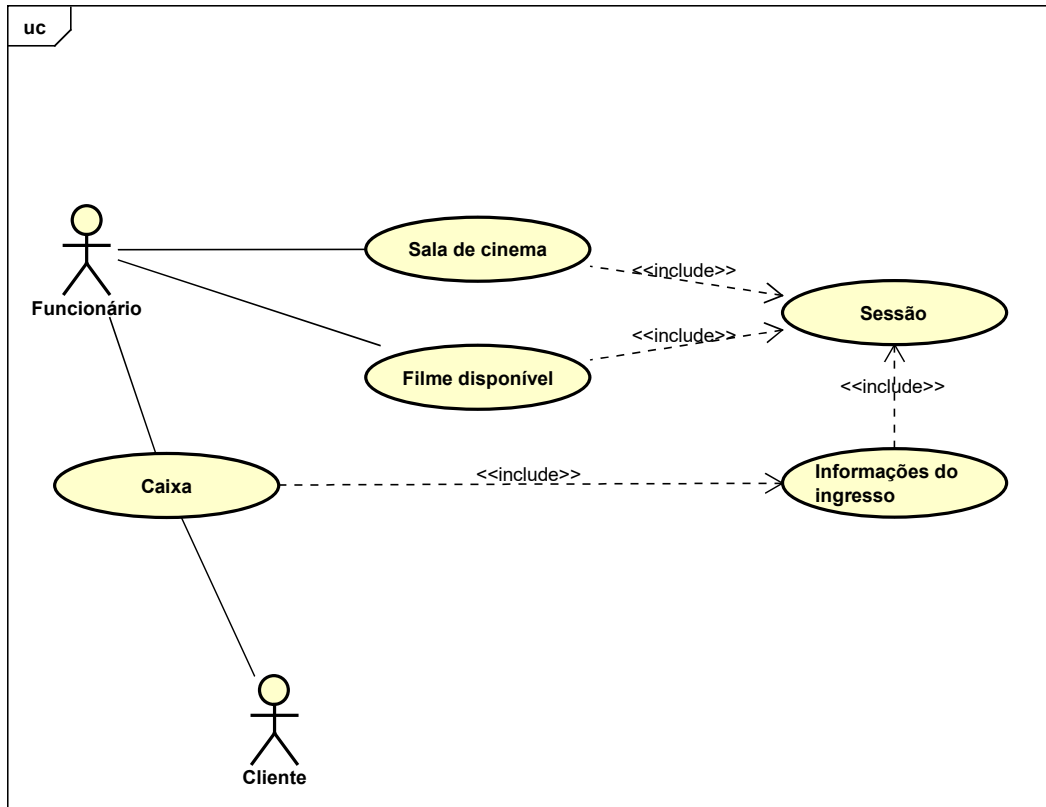 uc
Sala de cinema
<<include>>
Sessão
Funcionário
<<include>>
Filme disponível
<<include>>
Caixa
<<include>>
Informações do
ingresso
Cliente